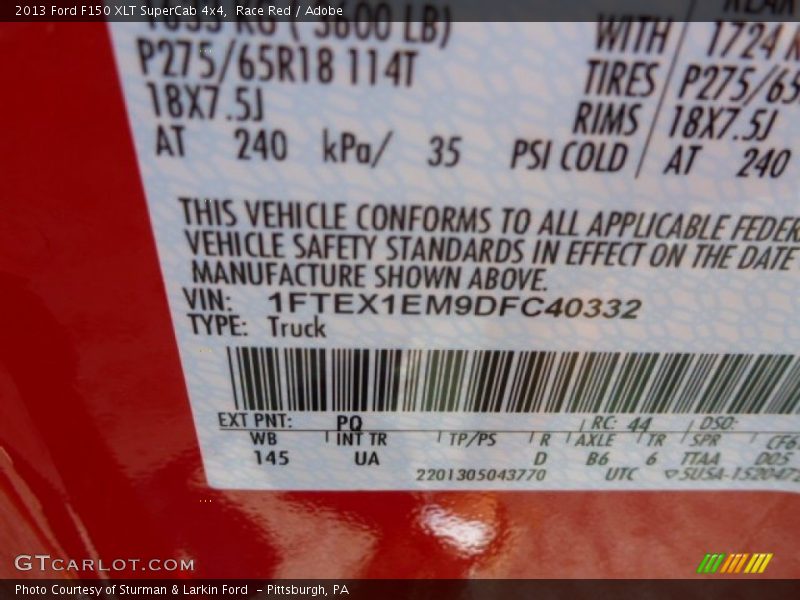 2013 Ford F150 XLT SuperCab 4x4, Race Red / Adobe
LB)
WITH 1724
P275/65R18 114T TIRES P275/65
18X7.5J RIMS 18X7.5J
AT 240 kPa/ 35 PSI COLD AT 240
THIS VEHICLE CONFORMS TO ALL APPLICABLE FEDER
VEHICLE SAFETY STANDARDS IN EFFECT ON THE DATE
MANUFACTURE SHOWN ABOVE.
VIN: 1FTEX1EM9DFC40332
TYPE: Truck
EXT PNT: PQ RC: 44 DSO:
WB INT TR TP/PS R AXLE TR SPR
145 UA D B6 6 TTAA
2201305043770 UTC
GTCARLOT.COM
Photo Courtesy of Sturman & Larkin Ford - Pittsburgh, PA